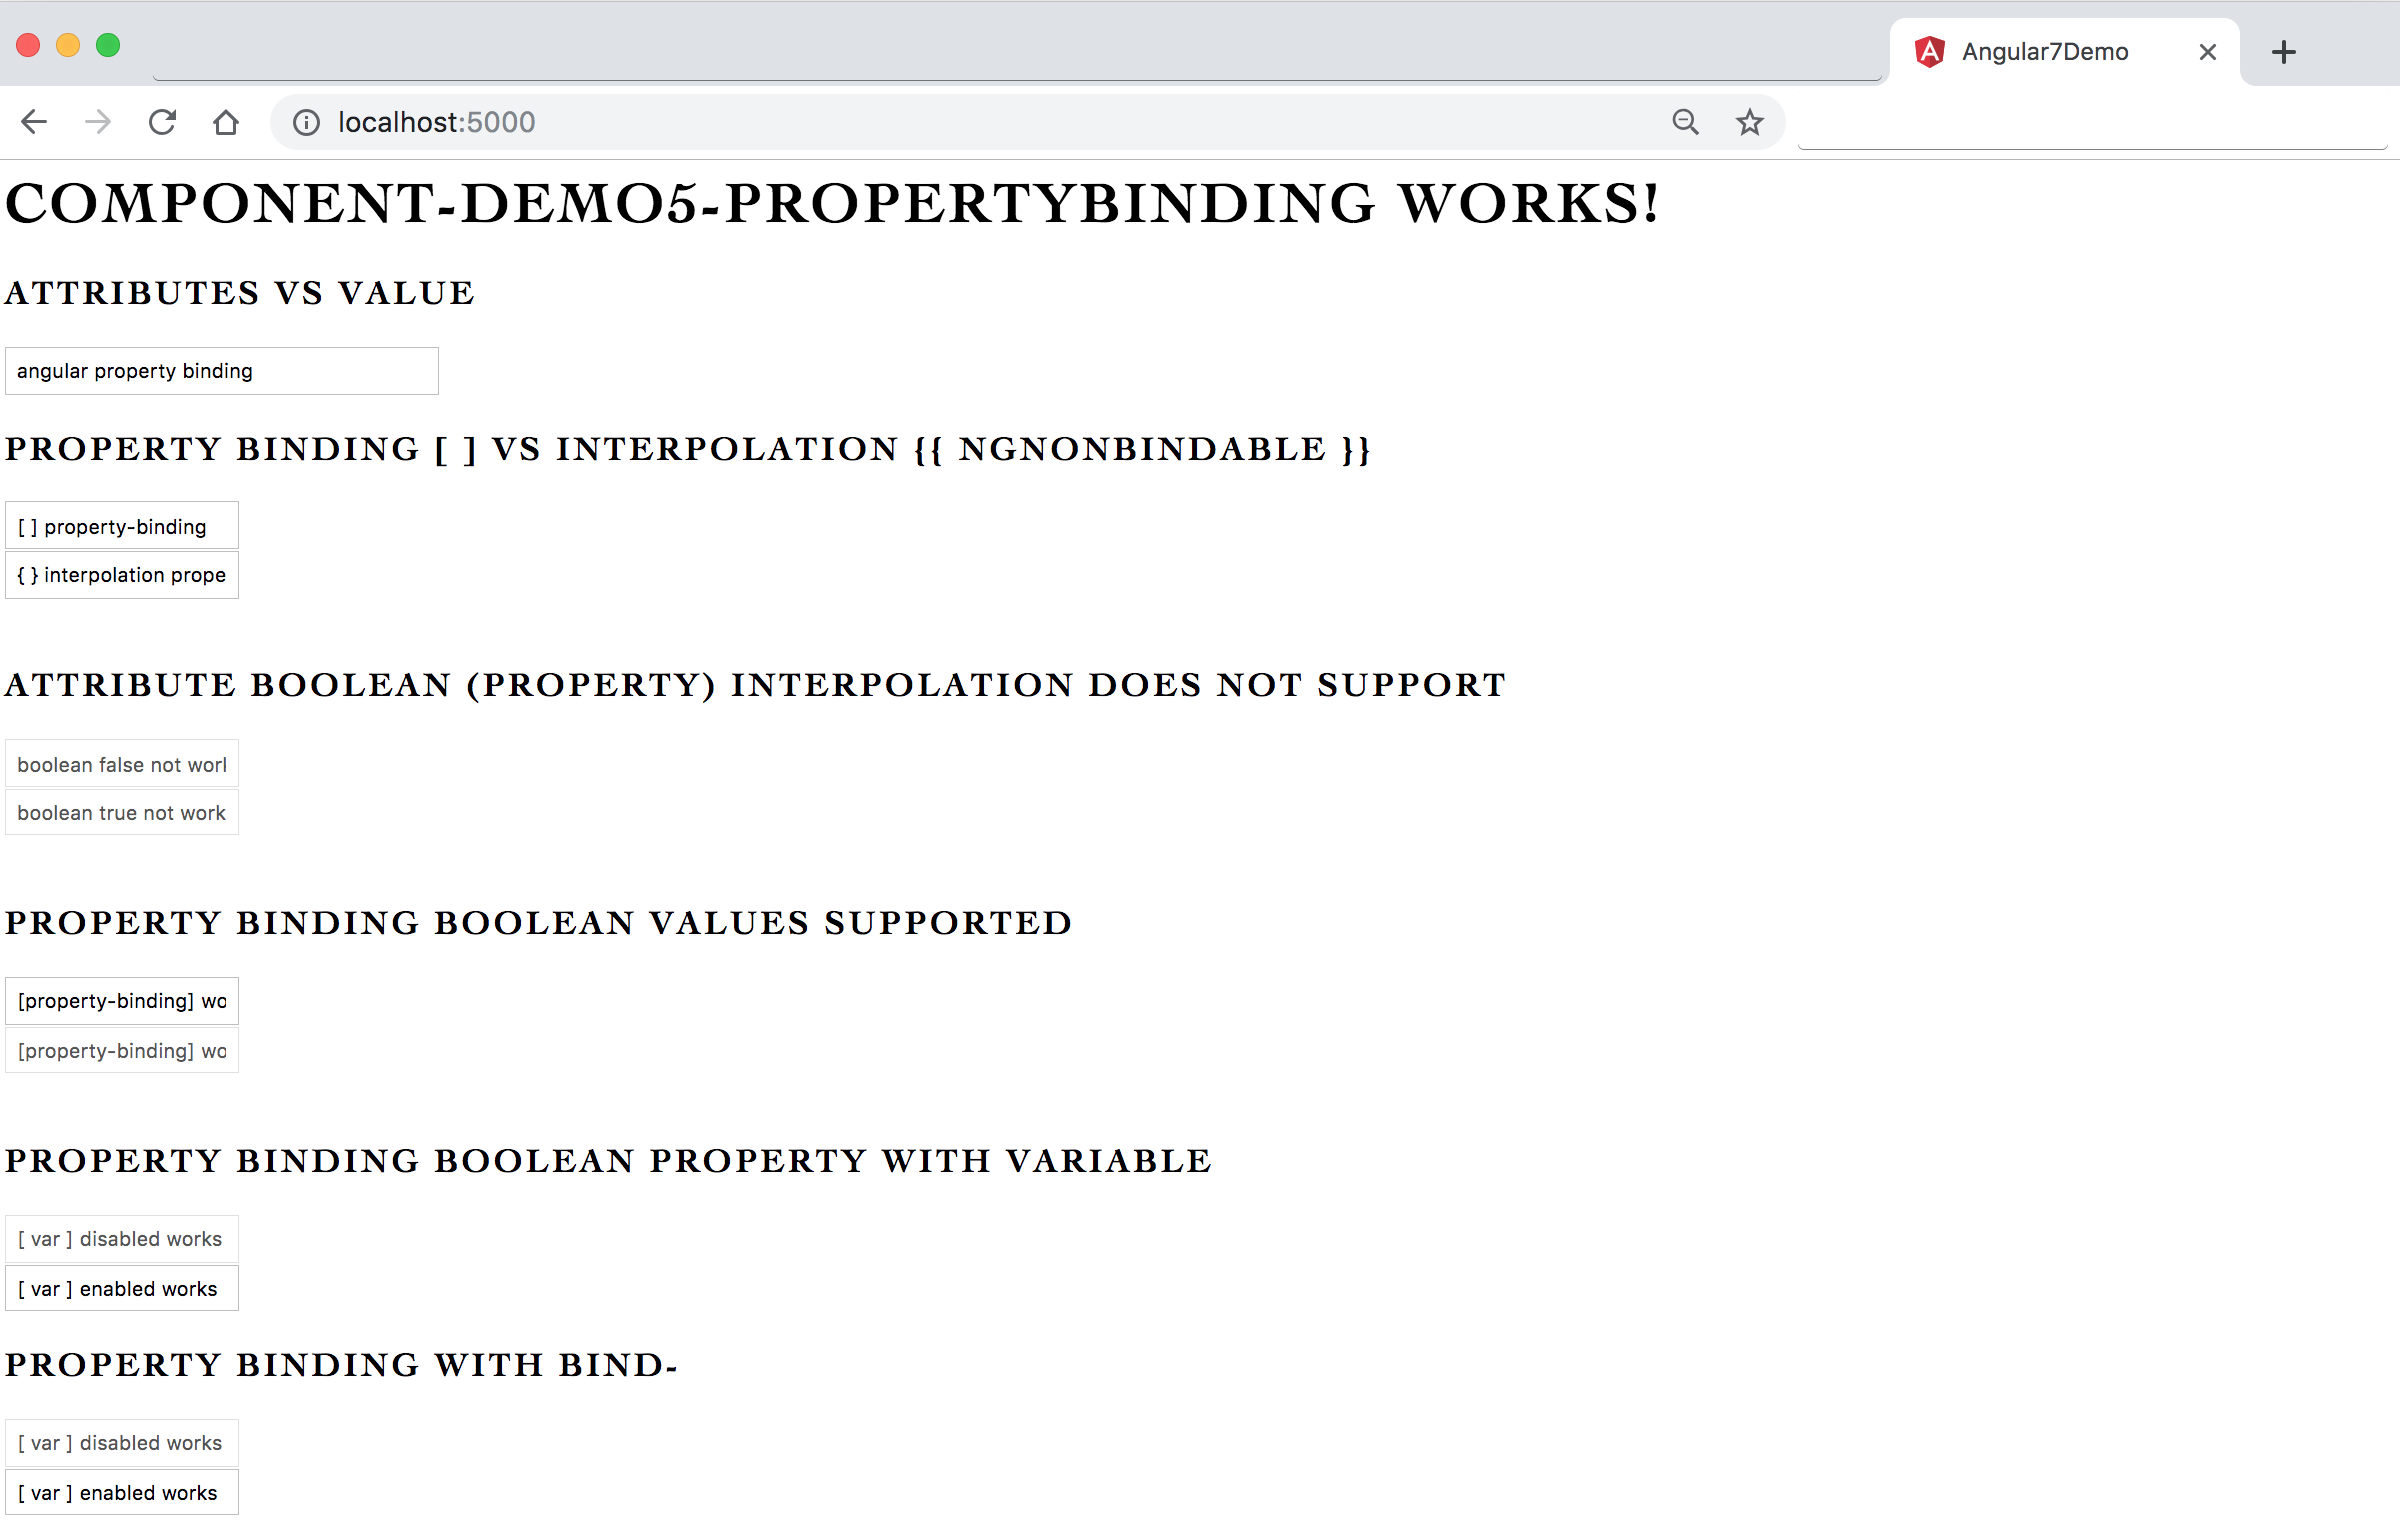 Angular7Demo
localhost:5000
COMPONENT-DEMO5-PROPERTYBINDING WORKS!
ATTRIBUTES VS VALUE
angular property binding
PROPERTY BINDING [ ] VS INTERPOLATION {{ NGNONBINDABLE }}
[ ] property-binding
{ } interpolation prope
ATTRIBUTE BOOLEAN (PROPERTY) INTERPOLATION DOES NOT SUPPORT
boolean false not
boolean true not work
PROPERTY BINDING BOOLEAN VALUES SUPPORTED
[property-binding] wo
[property-binding] wo
PROPERTY BINDING BOOLEAN PROPERTY WITH VARIABLE
[ var ] disabled works
[ var ] enabled works
PROPERTY BINDING WITH BIND-
[ var ] disabled works
[ var ] enabled works